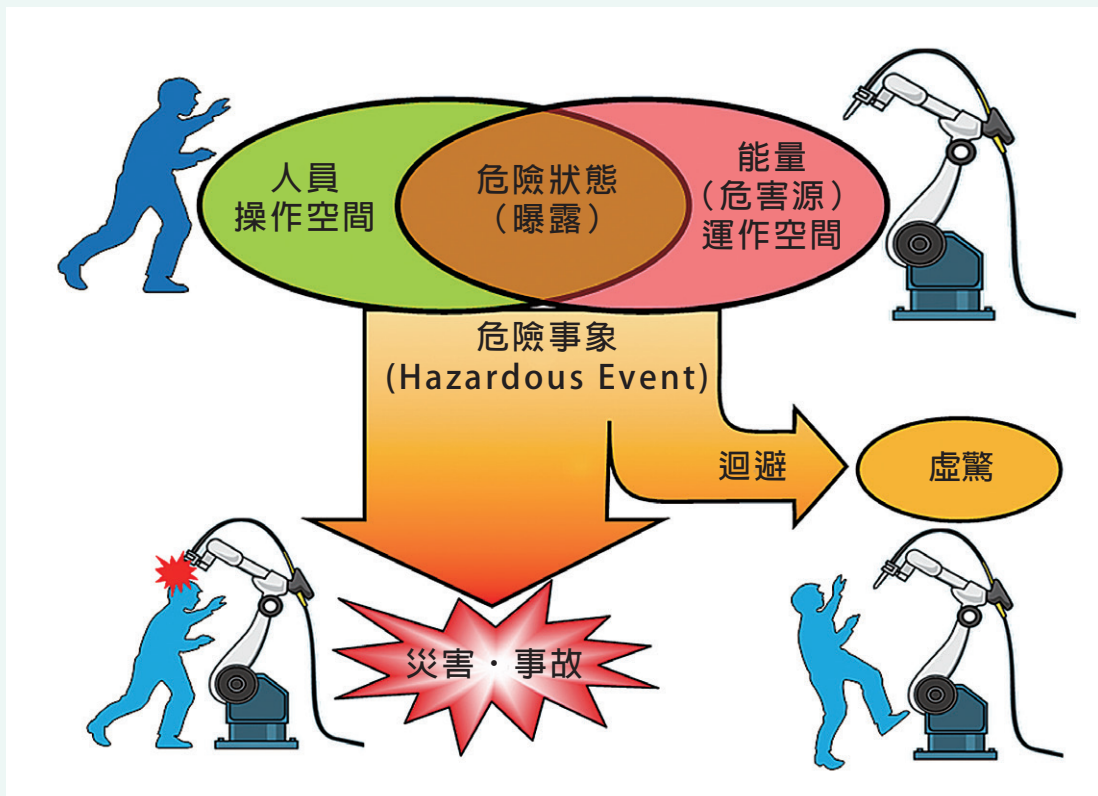 人員
操作空間
危險狀態
（曝露）
能量
（危害源）
運作空間
危險事象
(Hazardous Event)
迴避
虛驚
災害・事故